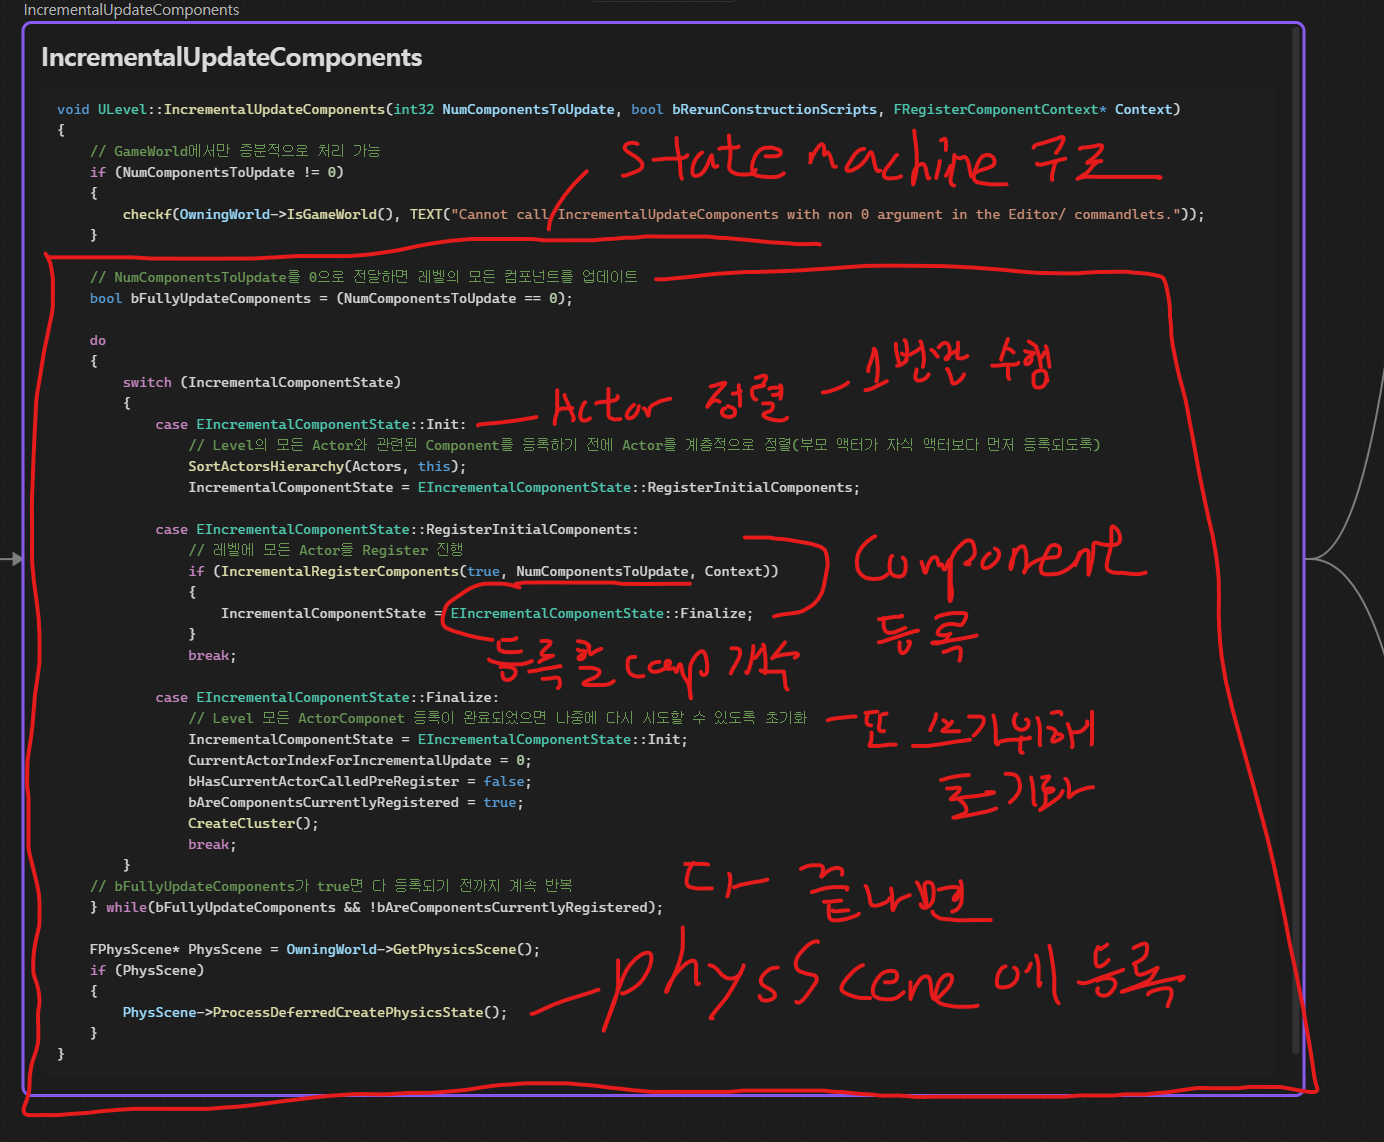 IncrementalUpdateComponents
IncrementalUpdateComponents
void ULevel::IncrementalUpdateComponents(int32 NumComponentsToUpdate, bool bRerunConstructionScripts, FRegisterComponentContext* Context)
{
// GameWorld에서만 증분적으로 처리 가능
State machine 구조
if (NumComponentsToUpdate != 0)
{
checkf(OwningWorld->IsGameWorld(), TEXT("Cannot call IncrementalUpdateComponents with non 0 argument in the Editor/ commandlets."));
}
// NumComponentsToUpdate를 0으로 전달하면 레벨의 모든 컴포넌트를 업데이트
bool bFullyUpdateComponents = (NumComponentsToUpdate == 0);
do
{
switch (IncrementalComponentState)
{
case EIncrementalComponentState::Init:
Actor 정렬 - 1번만 수행
// Level의 모든 Actor와 관련된 Component를 등록하기 전에 Actor를 계층적으로 정렬(부모 액터가 자식 액터보다 먼저 등록되도록)
SortActorsHierarchy(Actors, this);
IncrementalComponentState = EIncrementalComponentState::RegisterInitialComponents;
case EIncrementalComponentState::RegisterInitialComponents:
// 레벨에 모든 Actor들 Register 진행
if (IncrementalRegisterComponents(true, NumComponentsToUpdate, Context))
Component
{
IncrementalComponentState = EIncrementalComponentState::Finalize;
등록
}
등록할 comp 개수
break;
case EIncrementalComponentState::Finalize:
// Level 모든 ActorComponet 등록이 완료되었으면 나중에 다시 시도할 수 있도록 초기화
또 쓰기위해
IncrementalComponentState = EIncrementalComponentState::Init;
CurrentActorIndexForIncrementalUpdate = 0;
bHasCurrentActorCalledPreRegister = false;
초기화
bAreComponentsCurrentlyRegistered = true;
CreateCluster();
break;
}
// bFullyUpdateComponents가 true면 다 등록되기 전까지 계속 반복
다 끝나면
} while(bFullyUpdateComponents && !bAreComponentsCurrentlyRegistered);
FPhysScene* PhysScene = OwningWorld->GetPhysicsScene();
if (PhysScene)
physScene에 등록
{
PhysScene->ProcessDeferredCreatePhysicsState();
}
}